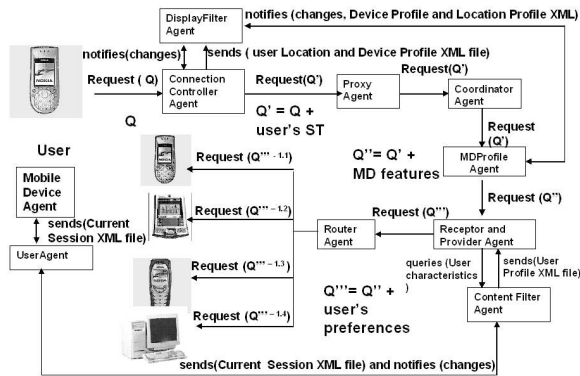 notifies (changes, Device Profile and Location Profile XML)
DisplayFilter
Agent
notifies(changes)
sends ( user Location and Device Profile XML file)
Request ( Q)
Connection
Controller
Agent
Request(Q')
Proxy
Agent
Request(Q')
Coordinator
Agent
NOKIA
Q
Q' = Q +
user's ST
Request
(Q')
User
Request (Q''' - 1.1)
Q''= Q' +
MD features
MDProfile
Agent
Mobile
Device
Agent
Request (Q'')
sends(Current
Session XML file)
Request (Q''' - 1.2)
Request (Q''')
Router
Agent
Receptor and
Provider Agent
UserAgent
queries (User
characteristics
)
sends(User
Profile XML file)
Request (Q''' - 1.3)
Q'''= Q'' +
user's
preferences
Content Filter
Agent
Request (Q''' - 1.4)
sends(Current Session XML file) and notifies (changes)